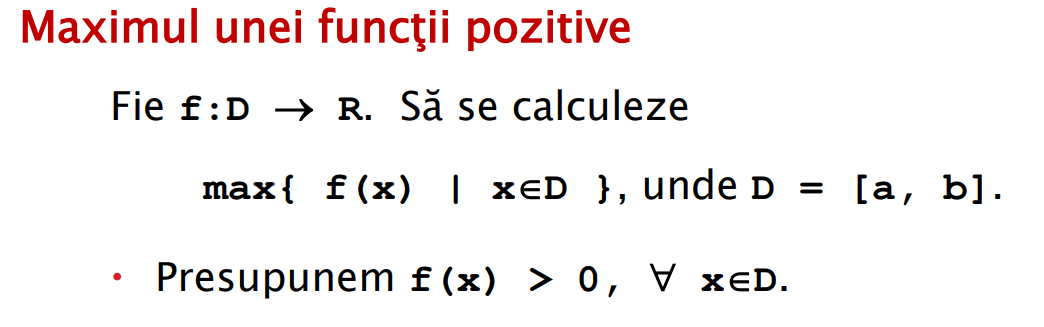 Maximul unei funcţii pozitive
Fie f:D → R. Să se calculeze
max{ f(x) | x∈D }, unde D = [a, b].
• Presupunem f(x) > 0, ∀ x∈D.